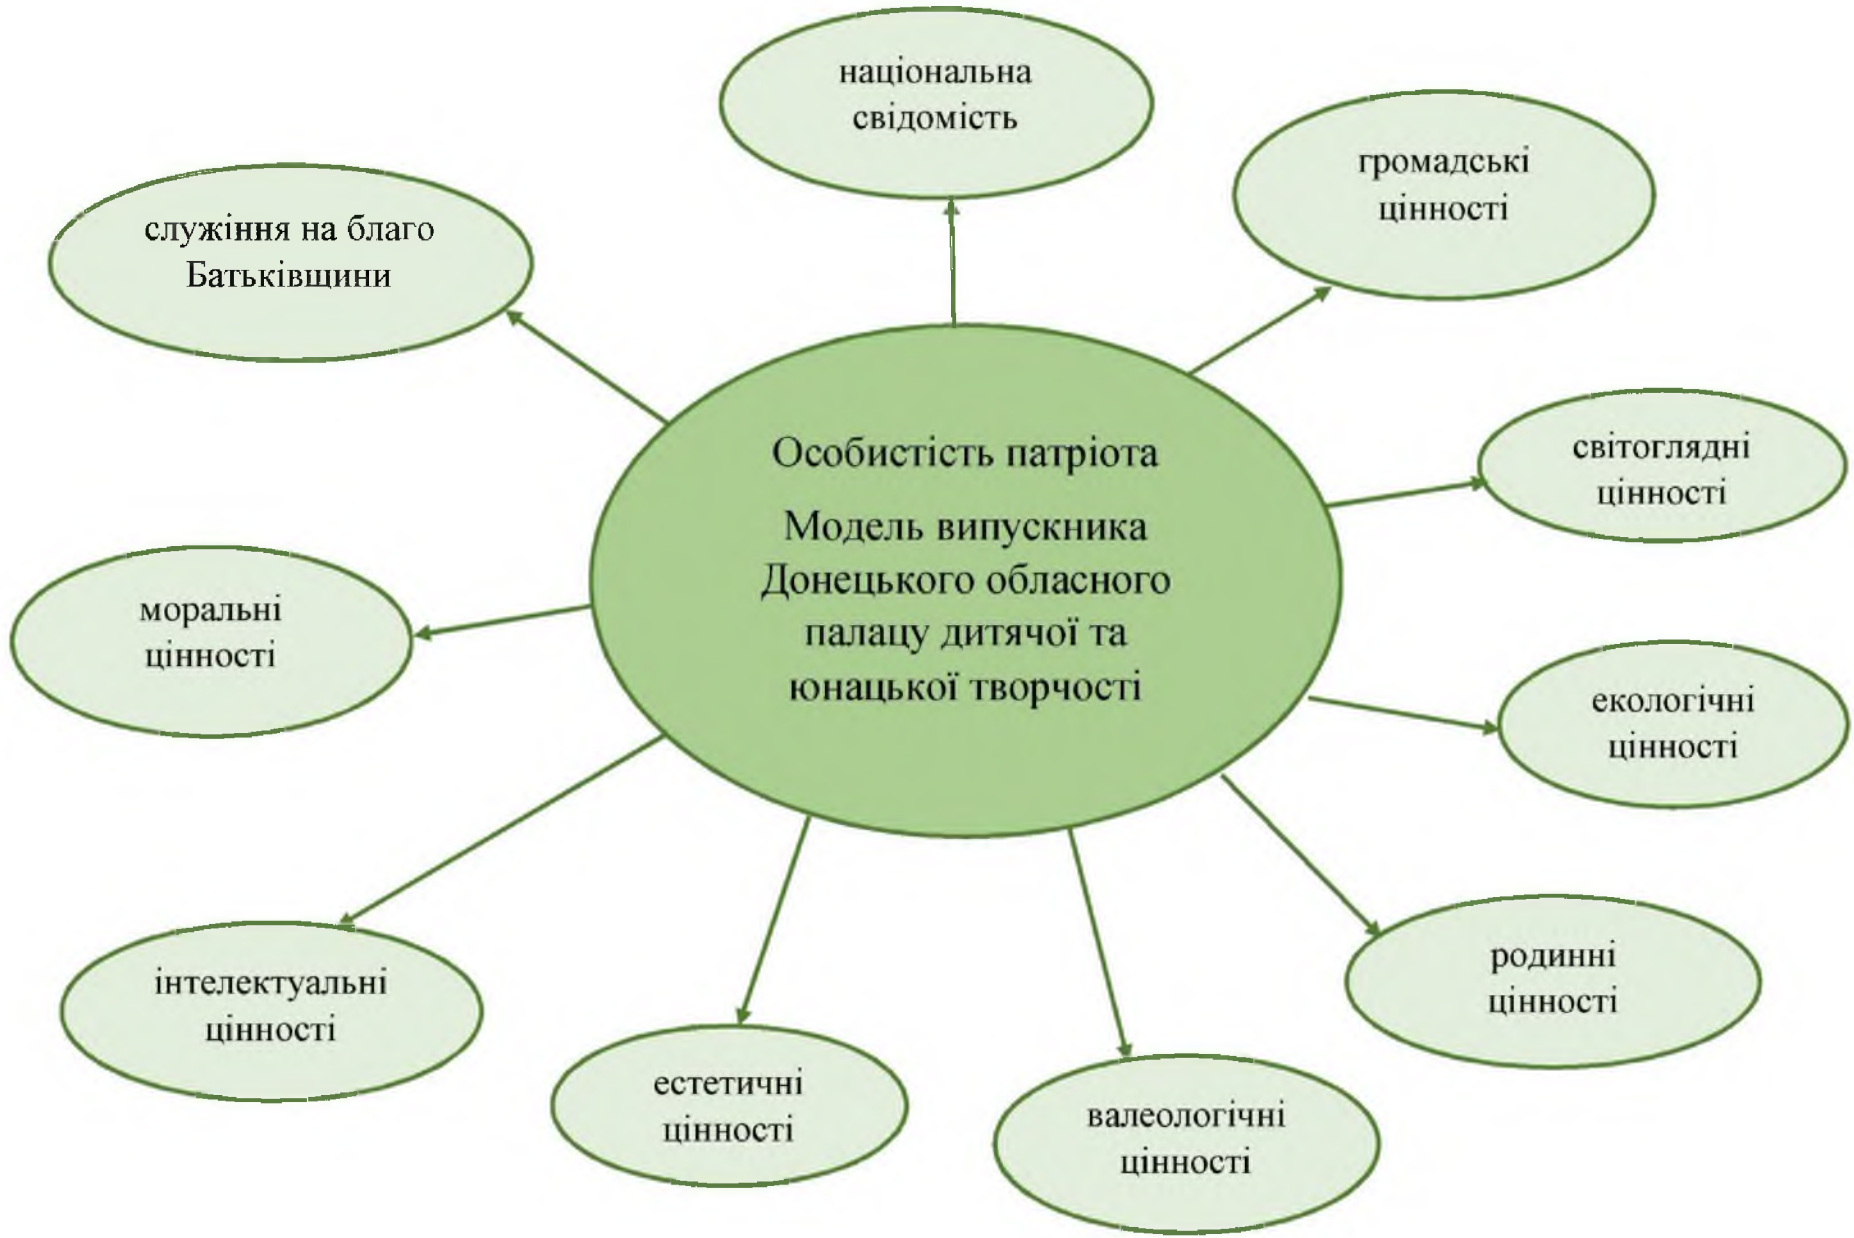 національна
свідомість
громадські
цінності
служіння на благо
Батьківщини
світоглядні
цінності
Особистість патріота
Модель випускника
Донецького обласного
палацу дитячої та
юнацької творчості
моральні
цінності
екологічні
цінності
родинні
цінності
інтелектуальні
цінності
естетичні
цінності
валеологічні
цінності